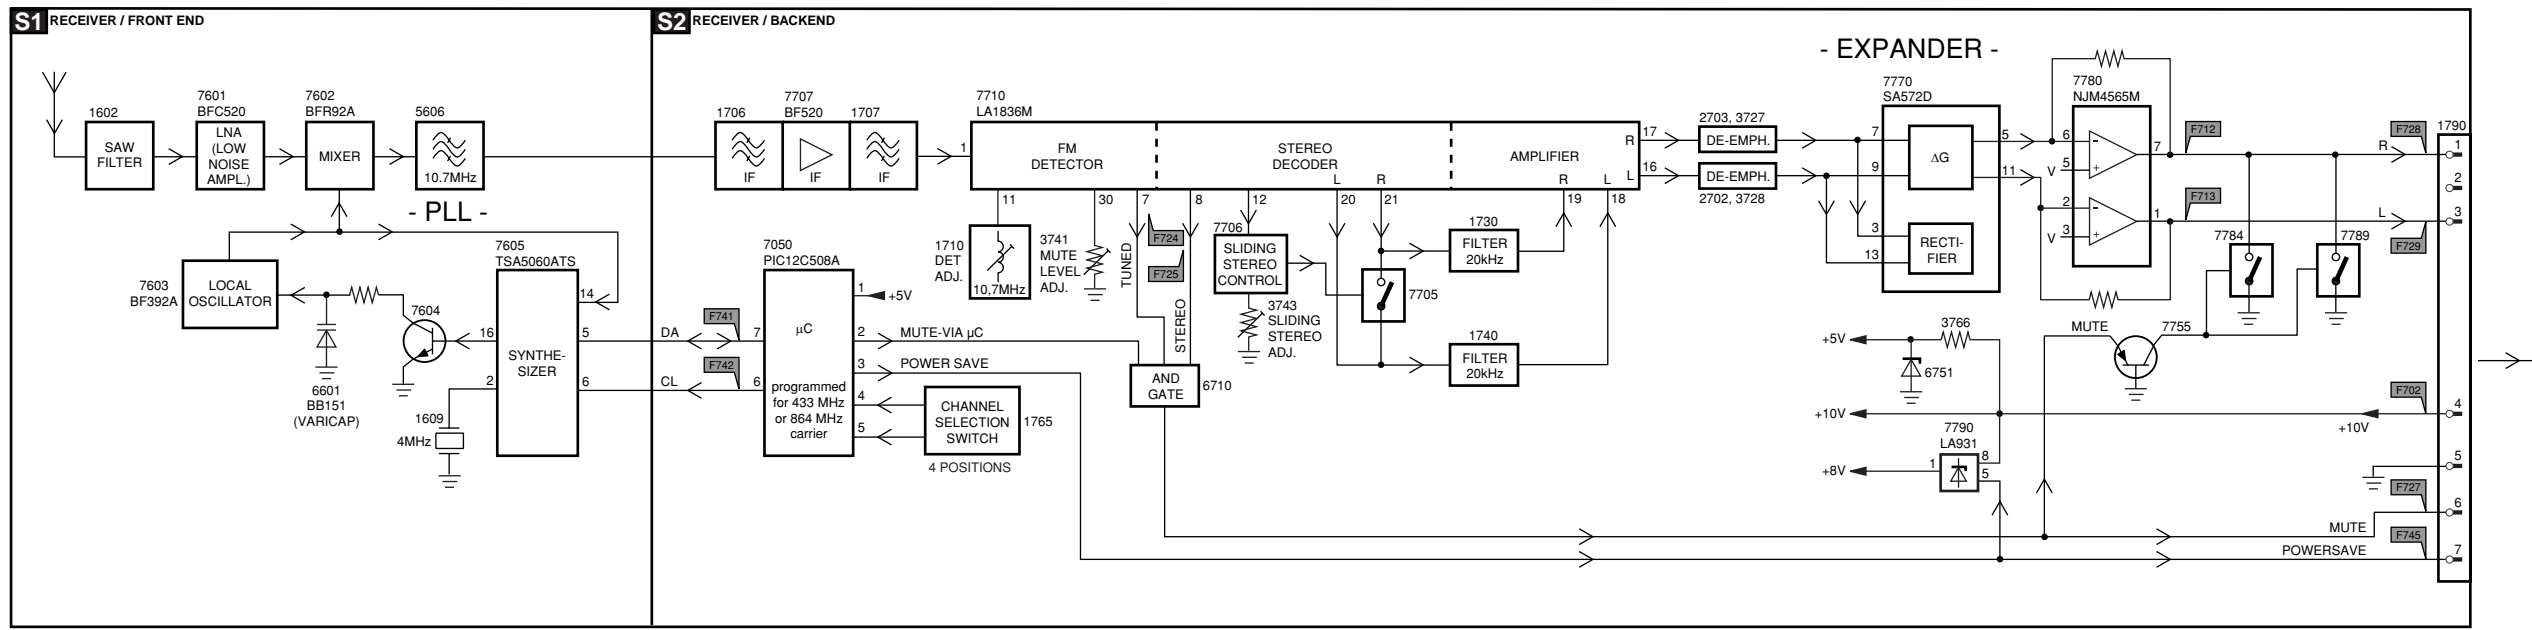 S1 RECEIVER / FRONT END
1602
SAW
FILTER
7601
BFC520
LNA
(LOW
NOISE
AMPL.)
7602
BFR92A
MIXER
5606
10.7MHz
- PLL -
7603
BF392A
LOCAL
OSCILLATOR
7604
6601
BB151
(VARICAP)
1609
4MHz
7605
TSA5060ATS
14
16
2
5
6
SYNTHE-
SIZER
S2 RECEIVER / BACKEND
1706
IF
7707
BF520
IF
1707
IF
7710
LA1836M
1
FM
DETECTOR
STEREO
DECODER
L
R
AMPLIFIER
R
L
R
L
17
16
11
30
7
8
12
20
21
19
18
1710
DET
ADJ.
10,7MHz
3741
MUTE
LEVEL
ADJ.
TUNED
F724
F725
STEREO
7706
SLIDING
STEREO
CONTROL
3743
SLIDING
STEREO
ADJ.
7705
1730
FILTER
20kHz
1740
FILTER
20kHz
DA
F741
7
CL
F742
6
7050
PIC12C508A
µC
programmed
for 433 MHz
or 864 MHz
carrier
1
+5V
2
MUTE-VIA µC
3
POWER SAVE
4
5
CHANNEL
SELECTION
SWITCH
1765
4 POSITIONS
AND
GATE
6710
2703, 3727
DE-EMPH.
DE-EMPH.
2702, 3728
- EXPANDER -
7770
SA572D
7
9
3
13
5
11
ΔG
RECTI-
FIER
7780
NJM4565M
6
-
V 5
+
7
2
-
V 3
+
1
F712
F713
7784
7789
R
F728
L
F729
1790
1
2
3
4
5
6
7
+5V
3766
6751
+10V
7790
LA931
+8V
1
8
5
MUTE
7755
F702
+10V
F727
MUTE
F745
POWERSAVE